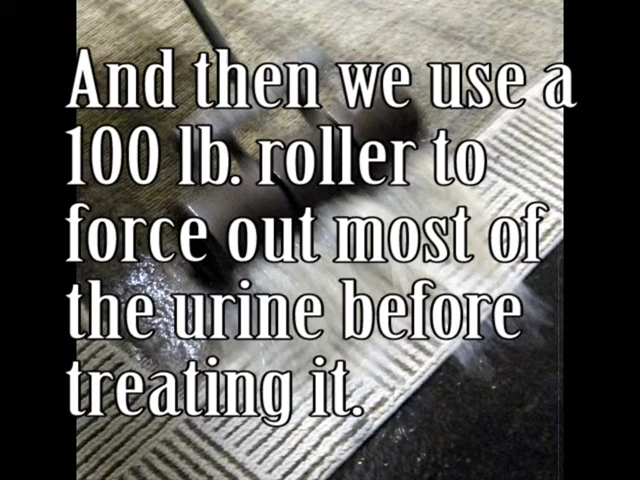 And then we use a
100 lb. roller to
force out most of
the urine before
treating it.